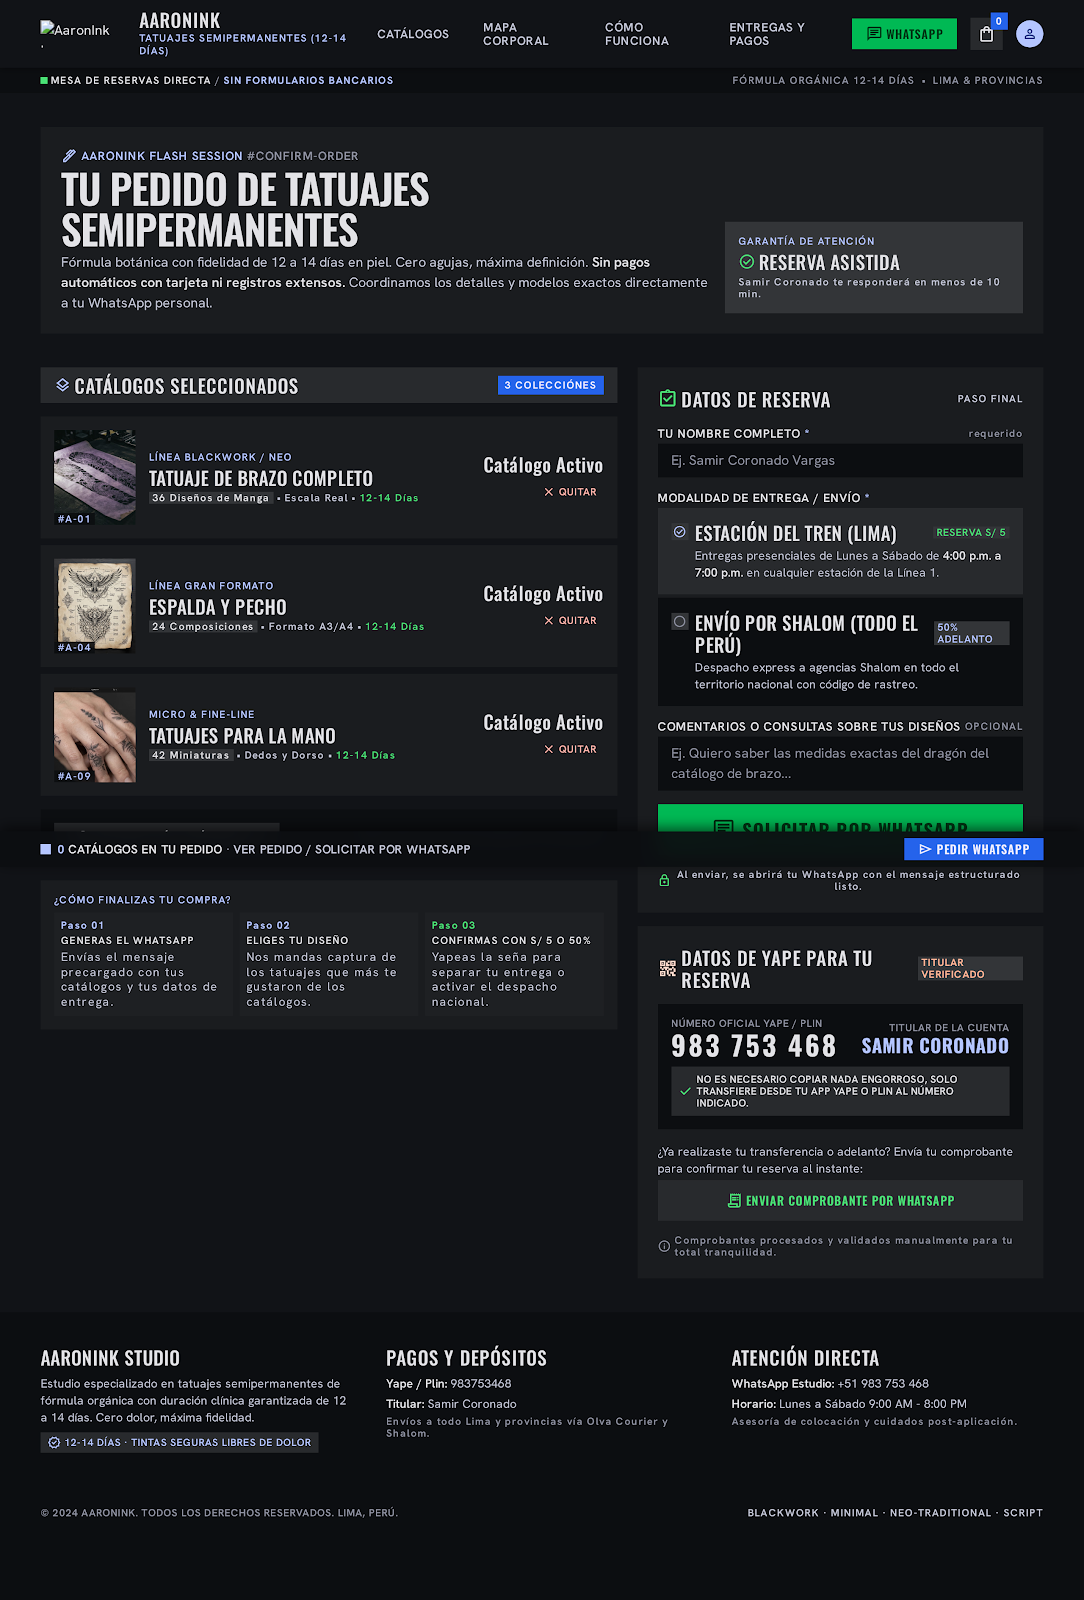 AaronInk
AARONINK
TATUAJES SEMIPERMANENTES (12-14
DÍAS)
CATÁLOGOS
MAPA
CORPORAL
CÓMO
FUNCIONA
ENTREGAS Y
PAGOS
WHATSAPP
0
MESA DE RESERVAS DIRECTA / SIN FORMULARIOS BANCARIOS
FÓRMULA ORGÁNICA 12-14 DÍAS • LIMA & PROVINCIAS
AARONINK FLASH SESSION #CONFIRM-ORDER
TU PEDIDO DE TATUAJES
SEMIPERMANENTES
Fórmula botánica con fidelidad de 12 a 14 días en piel. Cero agujas, máxima definición. Sin pagos
automáticos con tarjeta ni registros extensos. Coordinamos los detalles y modelos exactos directamente
a tu WhatsApp personal.
GARANTÍA DE ATENCIÓN
RESERVA ASISTIDA
Samir Coronado te responderá en menos de 10
min.
CATÁLOGOS SELECCIONADOS
3 COLECCIÓNES
LÍNEA BLACKWORK / NEO
TATUAJE DE BRAZO COMPLETO
36 Diseños de Manga • Escala Real • 12-14 Días
#A-01
Catálogo Activo
QUITAR
LÍNEA GRAN FORMATO
ESPALDA Y PECHO
24 Composiciones • Formato A3/A4 • 12-14 Días
#A-04
Catálogo Activo
QUITAR
MICRO & FINE-LINE
TATUAJES PARA LA MANO
42 Miniaturas • Dedos y Dorso • 12-14 Días
#A-09
Catálogo Activo
QUITAR
DATOS DE RESERVA
PASO FINAL
TU NOMBRE COMPLETO *
requerido
Ej. Samir Coronado Vargas
MODALIDAD DE ENTREGA / ENVÍO *
ESTACIÓN DEL TREN (LIMA)
RESERVA S/ 5
Entregas presenciales de Lunes a Sábado de 4:00 p.m. a
7:00 p.m. en cualquier estación de la Línea 1.
ENVÍO POR SHALOM (TODO EL
PERÚ)
50%
ADELANTO
Despacho express a agencias Shalom en todo el
territorio nacional con código de rastreo.
COMENTARIOS O CONSULTAS SOBRE TUS DISEÑOS OPCIONAL
Ej. Quiero saber las medidas exactas del dragón del
catálogo de brazo...
SOLICITAR POR WHATSAPP
0 CATÁLOGOS EN TU PEDIDO · VER PEDIDO / SOLICITAR POR WHATSAPP
PEDIR WHATSAPP
Al enviar, se abrirá tu WhatsApp con el mensaje estructurado
listo.
¿CÓMO FINALIZAS TU COMPRA?
Paso 01
GENERAS EL WHATSAPP
Envías el mensaje
precargado con tus
catálogos y tus datos de
entrega.
Paso 02
ELIGES TU DISEÑO
Nos mandas captura de
los tatuajes que más te
gustaron de los
catálogos.
Paso 03
CONFIRMAS CON S/ 5 O 50%
Yapeas la seña para
separar tu entrega o
activar el despacho
nacional.
DATOS DE YAPE PARA TU
RESERVA
TITULAR
VERIFICADO
NÚMERO OFICIAL YAPE / PLIN
983 753 468
TITULAR DE LA CUENTA
SAMIR CORONADO
NO ES NECESARIO COPIAR NADA ENGORROSO, SOLO
TRANSFIERE DESDE TU APP YAPE O PLIN AL NÚMERO
INDICADO.
¿Ya realizaste tu transferencia o adelanto? Envía tu comprobante
para confirmar tu reserva al instante:
ENVIAR COMPROBANTE POR WHATSAPP
Comprobantes procesados y validados manualmente para tu
total tranquilidad.
AARONINK STUDIO
Estudio especializado en tatuajes semipermanentes de
fórmula orgánica con duración clínica garantizada de 12
a 14 días. Cero dolor, máxima fidelidad.
12-14 DÍAS · TINTAS SEGURAS LIBRES DE DOLOR
PAGOS Y DEPÓSITOS
Yape / Plin: 983753468
Titular: Samir Coronado
Envíos a todo Lima y provincias vía Olva Courier y
Shalom.
ATENCIÓN DIRECTA
WhatsApp Estudio: +51 983 753 468
Horario: Lunes a Sábado 9:00 AM - 8:00 PM
Asesoría de colocación y cuidados post-aplicación.
© 2024 AARONINK. TODOS LOS DERECHOS RESERVADOS. LIMA, PERÚ.
BLACKWORK · MINIMAL · NEO-TRADITIONAL · SCRIPT